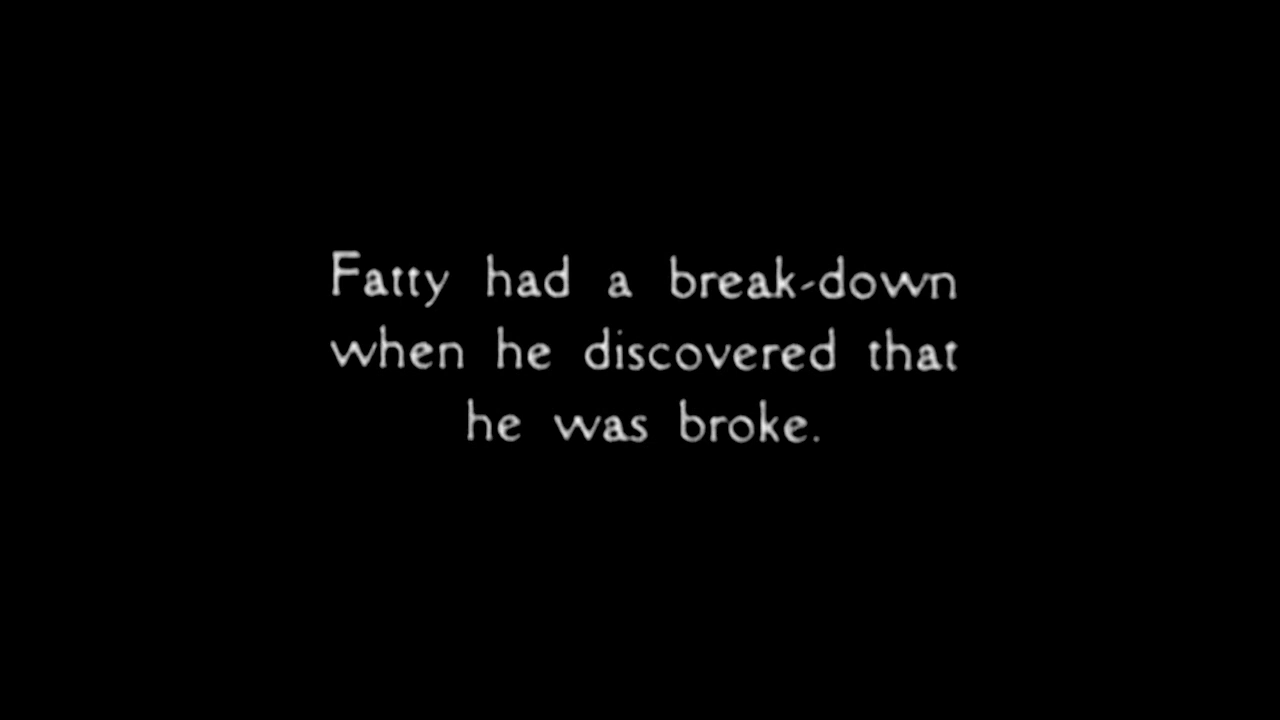 Fatty had a break-down
when he discovered that
he was broke.